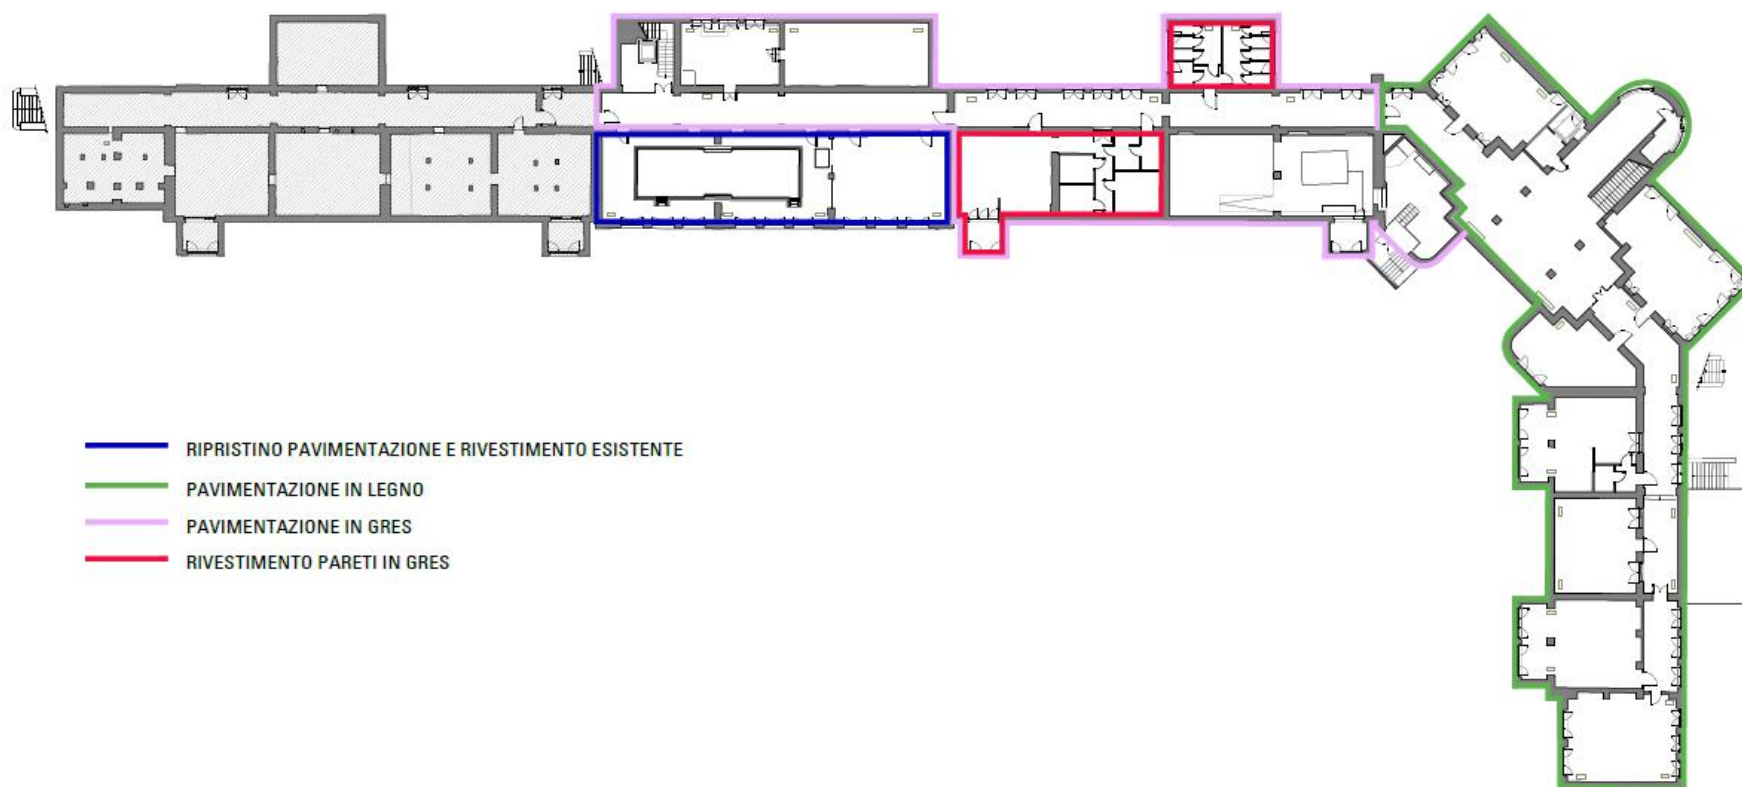 RIPRISTINO PAVIMENTAZIONE E RIVESTIMENTO ESISTENTE
PAVIMENTAZIONE IN LEGNO
PAVIMENTAZIONE IN GRES
RIVESTIMENTO PARETI IN GRES